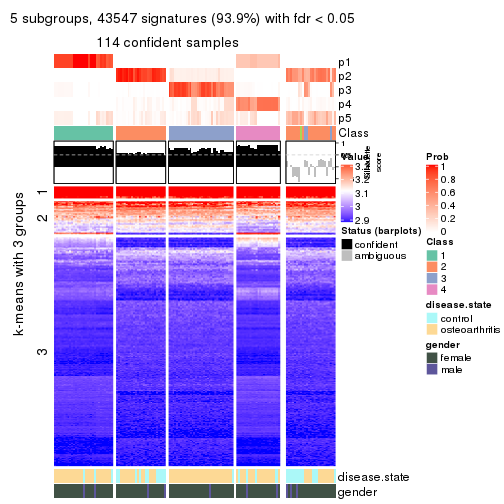 5 subgroups, 43547 signatures (93.9%) with fdr < 0.05
114 confident samples
p1
p2
p3
p4
p5
Class
1
2
3
k-means with 3 groups
Value
3.1
3
2.9
score
Status (barplots)
confident
ambiguous
Prob
1
0.8
0.6
0.4
0.2
0
Class
1
2
3
4
disease.state
control
osteoarthritis
gender
female
male
disease.state
gender